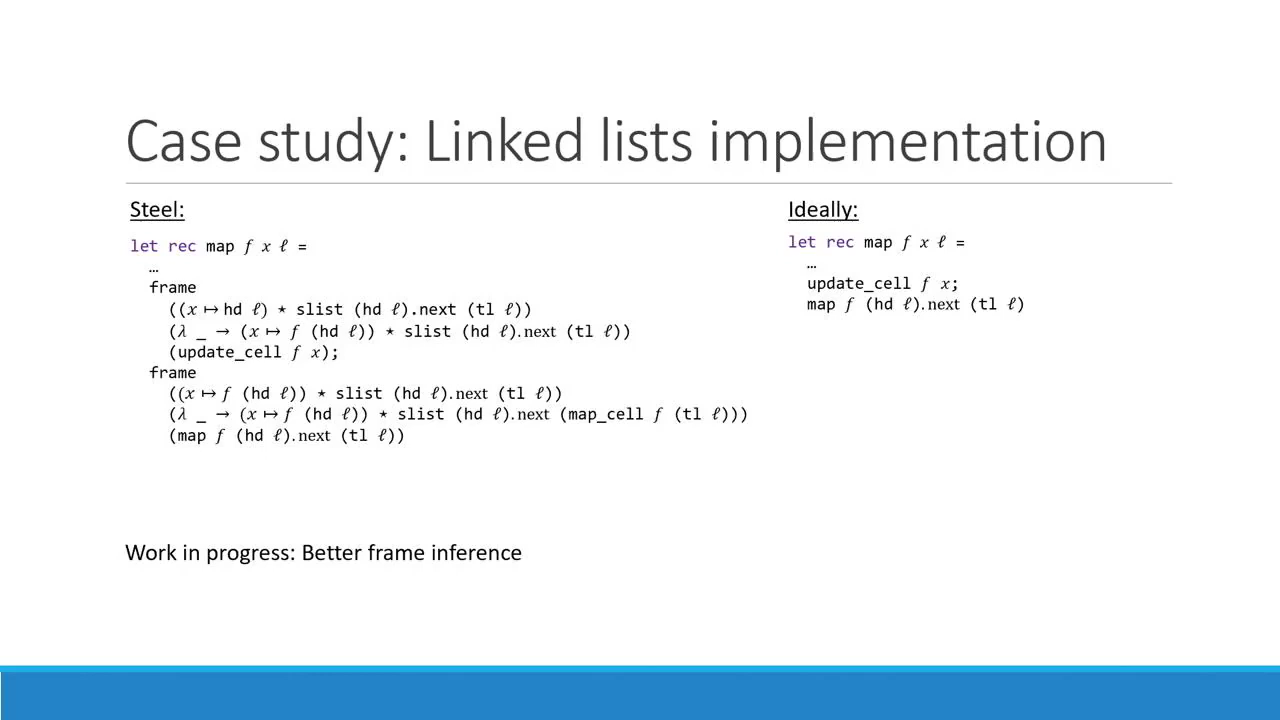 Case study: Linked lists implementation
Steel:
let rec map f x ℓ =
…
frame
((x ↦ hd ℓ) ⋆ slist (hd ℓ).next (tl ℓ))
(λ _ → (x ↦ f (hd ℓ)) ⋆ slist (hd ℓ).next (tl ℓ))
(update_cell f x);
frame
((x ↦ f (hd ℓ)) ⋆ slist (hd ℓ).next (tl ℓ))
(λ _ → (x ↦ f (hd ℓ)) ⋆ slist (hd ℓ).next (map_cell f (tl ℓ)))
(map f (hd ℓ).next (tl ℓ))
Ideally:
let rec map f x ℓ =
…
update_cell f x;
map f (hd ℓ).next (tl ℓ)
Work in progress: Better frame inference